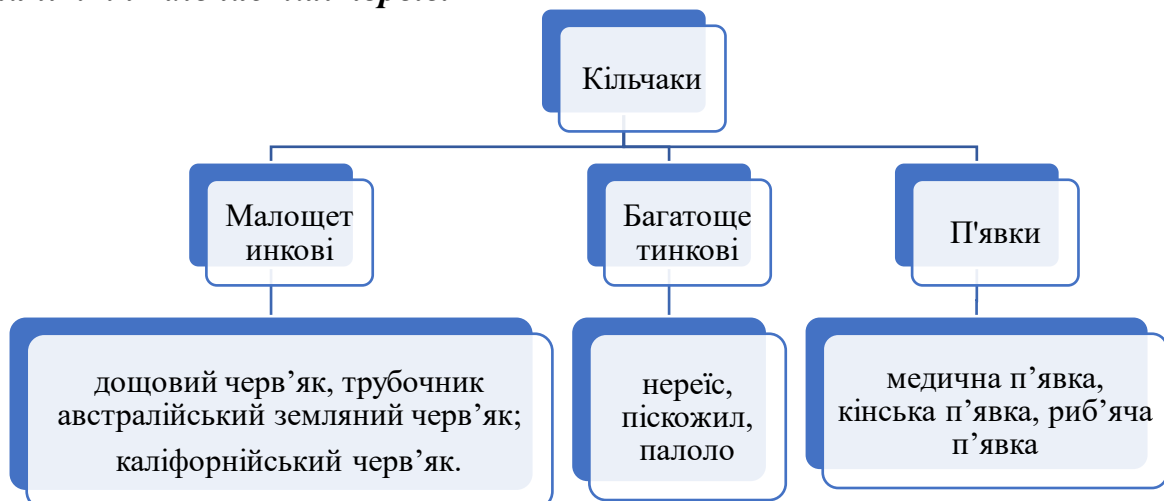 Кільчаки
Малощет
инкові
Багатоще
тинкові
П'явки
дощовий черв’як, трубочник
австралійський земляний черв’як;
каліфорнійський черв’як.
нереїс,
піскожил,
палоло
медична п’явка,
кінська п’явка, риб’яча
п’явка